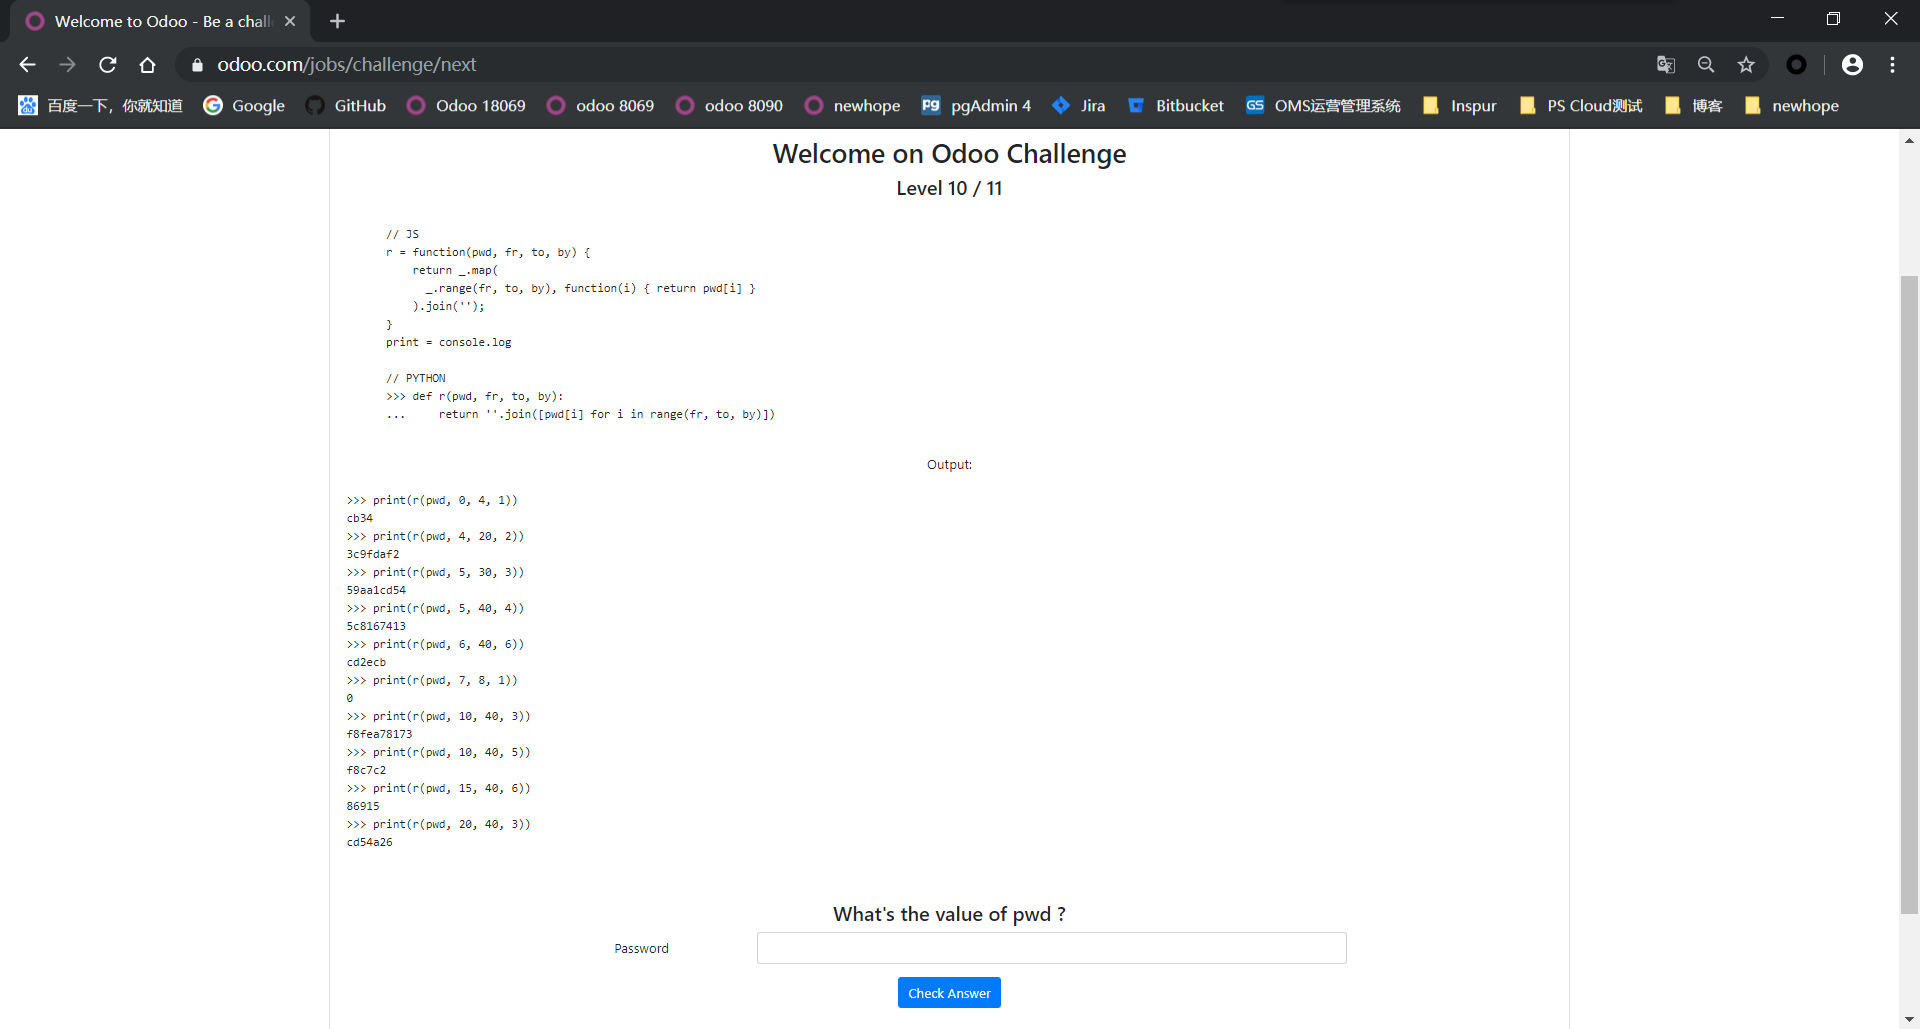 Welcome to Odoo - Be a chall
odoo.com/jobs/challenge/next
百度一下，你就知道 Google GitHub Odoo 18069 odoo 8069 odoo 8090 newhope pgAdmin 4 Jira Bitbucket OMS运营管理系统 Inspur PS Cloud测试 博客 newhope
Welcome on Odoo Challenge
Level 10 / 11
// JS
r = function(pwd, fr, to, by) {
    return _.map(
      _.range(fr, to, by), function(i) { return pwd[i] }
    ).join('');
}
print = console.log
// PYTHON
>>> def r(pwd, fr, to, by):
...     return ''.join([pwd[i] for i in range(fr, to, by)])
Output:
>>> print(r(pwd, 0, 4, 1))
cb34
>>> print(r(pwd, 4, 20, 2))
3c9fdaf2
>>> print(r(pwd, 5, 30, 3))
59aa1cd54
>>> print(r(pwd, 5, 40, 4))
5c8167413
>>> print(r(pwd, 6, 40, 6))
cd2ecb
>>> print(r(pwd, 7, 8, 1))
0
>>> print(r(pwd, 10, 40, 3))
f8fea78173
>>> print(r(pwd, 10, 40, 5))
f8c7c2
>>> print(r(pwd, 15, 40, 6))
86915
>>> print(r(pwd, 20, 40, 3))
cd54a26
What's the value of pwd ?
Password
Check Answer